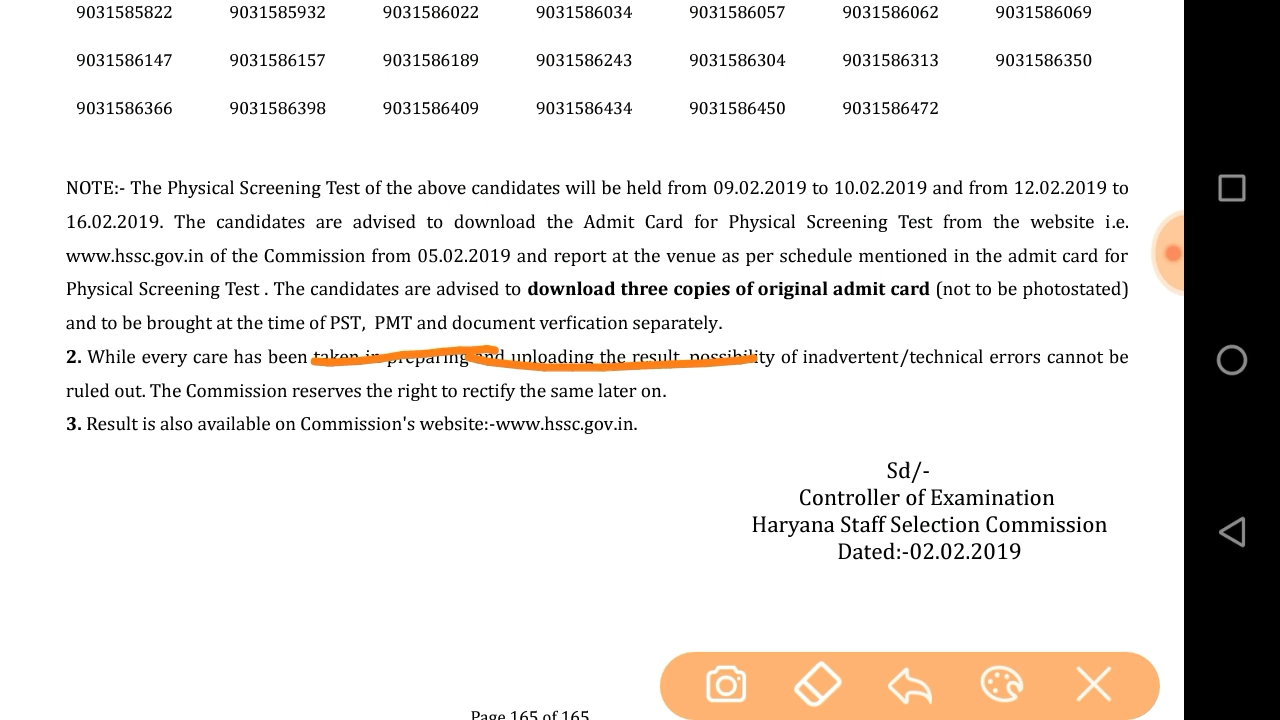 9031585822 9031585932 9031586022 9031586034 9031586057 9031586062 9031586069
9031586147 9031586157 9031586189 9031586243 9031586304 9031586313 9031586350
9031586366 9031586398 9031586409 9031586434 9031586450 9031586472
NOTE:- The Physical Screening Test of the above candidates will be held from 09.02.2019 to 10.02.2019 and from 12.02.2019 to
16.02.2019. The candidates are advised to download the Admit Card for Physical Screening Test from the website i.e.
www.hssc.gov.in of the Commission from 05.02.2019 and report at the venue as per schedule mentioned in the admit card for
Physical Screening Test . The candidates are advised to download three copies of original admit card (not to be photostated)
and to be brought at the time of PST, PMT and document verfication separately.
2. While every care has been taken in preparing and uploading the result, possibility of inadvertent/technical errors cannot be
ruled out. The Commission reserves the right to rectify the same later on.
3. Result is also available on Commission's website:-www.hssc.gov.in.
Sd/-
Controller of Examination
Haryana Staff Selection Commission
Dated:-02.02.2019
Page 165 of 165